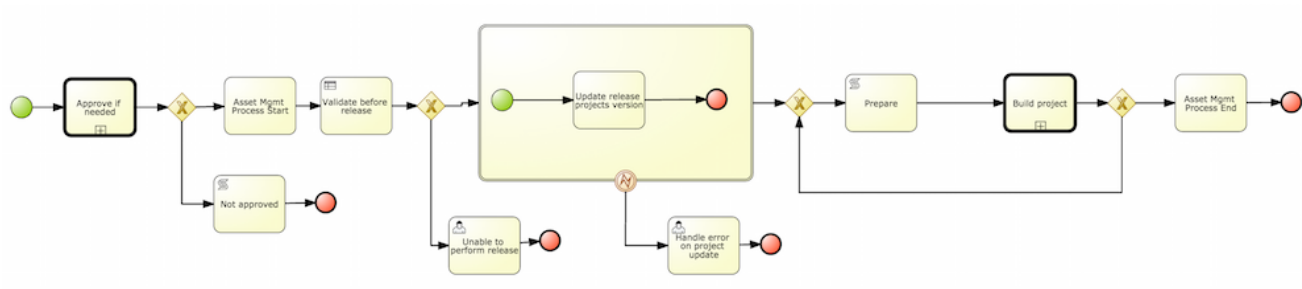 Approve if
needed
Asset Mgmt
Process Start
Validate before
release
Update release
projects version
Prepare
Build project
Asset Mgmt
Process End
Not approved
Unable to
perform release
Handle error
on project
update